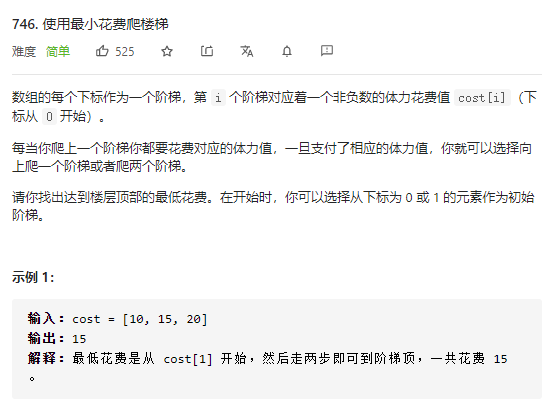 746. 使用最小花费爬楼梯
难度 简单 525
数组的每个下标作为一个阶梯，第 i 个阶梯对应着一个非负数的体力花费值 cost[i]（下
标从 0 开始）。
每当你爬上一个阶梯你都要花费对应的体力值，一旦支付了相应的体力值，你就可以选择向
上爬一个阶梯或者爬两个阶梯。
请你找出达到楼层顶部的最低花费。在开始时，你可以选择从下标为 0 或 1 的元素作为初始
阶梯。
示例 1：
输入：cost = [10, 15, 20]
输出：15
解释：最低花费是从 cost[1] 开始，然后走两步即可到阶梯顶，一共花费 15
。